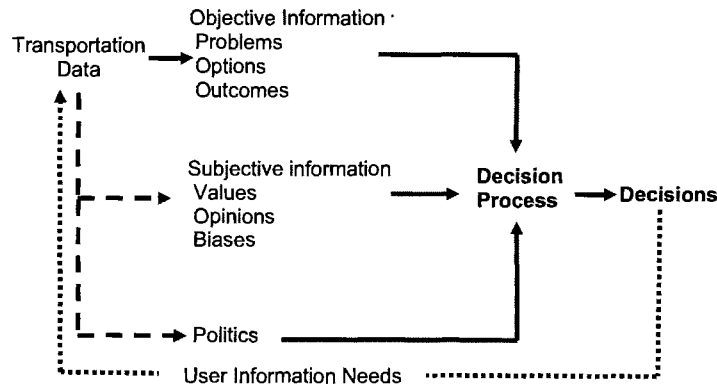 Objective Information
Transportation
Data
Problems
Options
Outcomes
Subjective information
Values
Opinions
Biases
Decision
Process
Decisions
Politics
User Information Needs